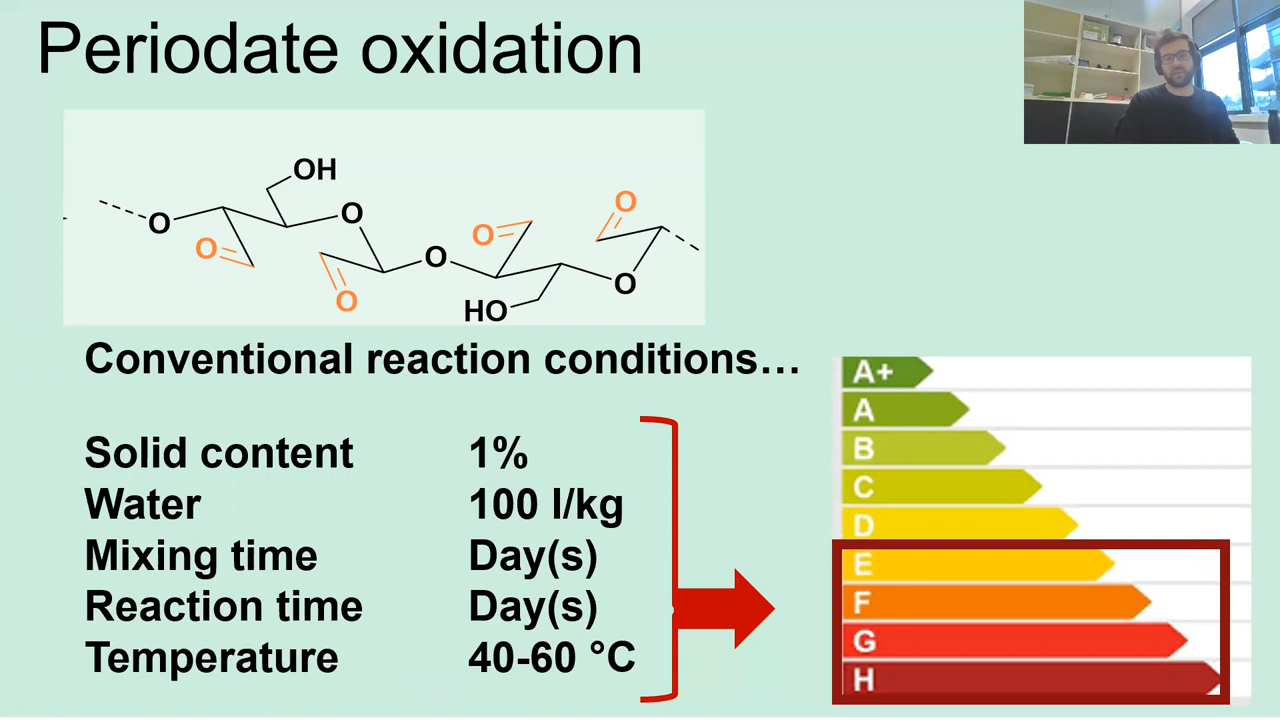 Periodate oxidation
OH
O
O
O
O
O
O
O
O
HO
Conventional reaction conditions…
Solid content 1%
Water 100 l/kg
Mixing time Day(s)
Reaction time Day(s)
Temperature 40-60 °C
A+
A
B
C
D
E
F
G
H